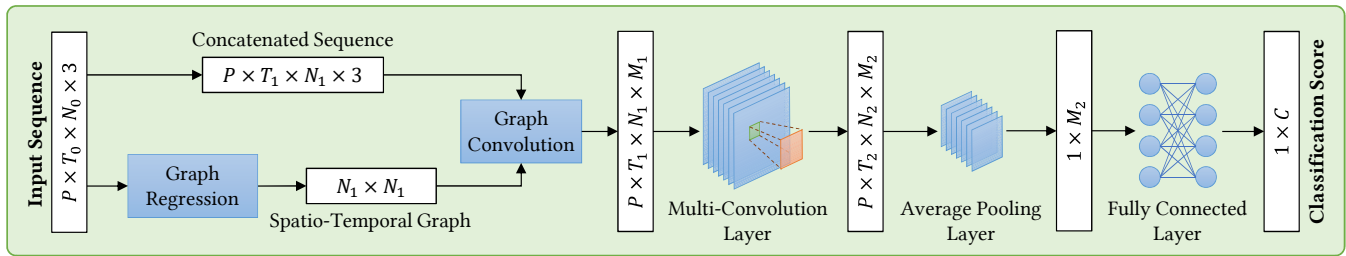 Input Sequence
P × T₀ × N₀ × 3
Concatenated Sequence
P × T₁ × N₁ × 3
Graph
Regression
N₁ × N₁
Spatio-Temporal Graph
Graph
Convolution
P × T₁ × N₁ × M₁
Multi-Convolution
Layer
P × T₂ × N₂ × M₂
Average Pooling
Layer
1 × M₂
Fully Connected
Layer
1 × C
Classification Score